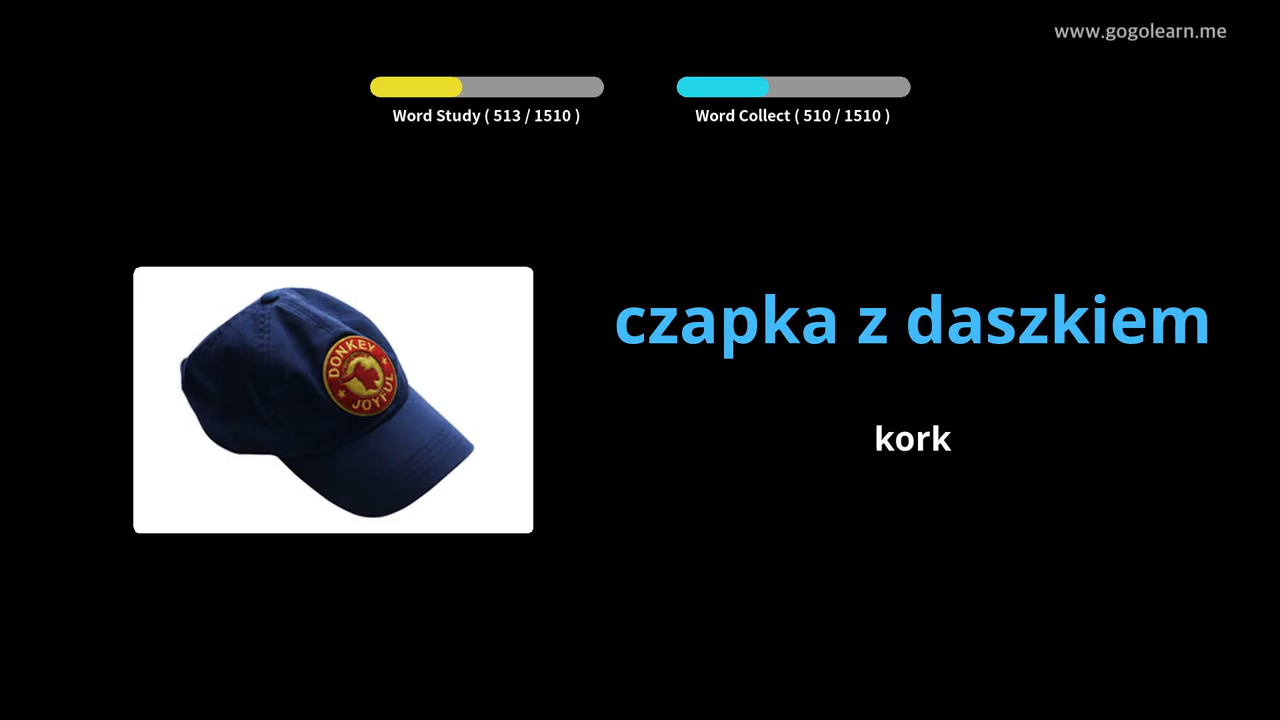 www.gogolearn.me
Word Study ( 513 / 1510 )
Word Collect ( 510 / 1510 )
DONKEY
JOYFUL
czapka z daszkiem
kork